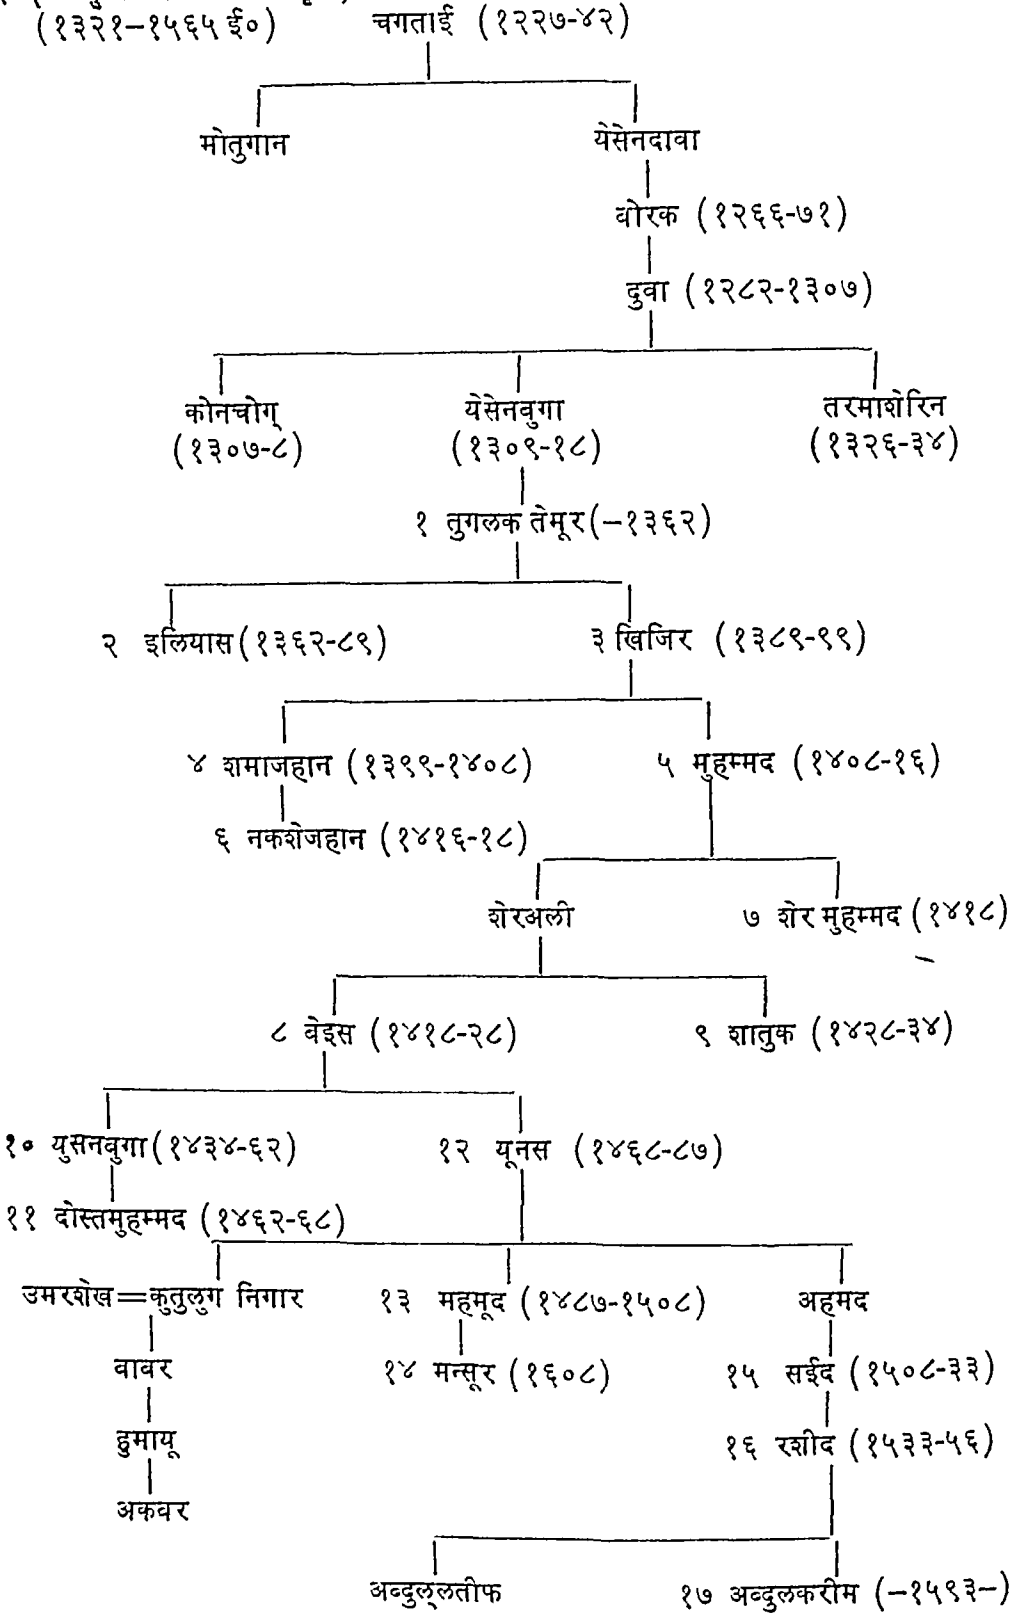 (१३२१–१५६५ ई०) चगताई (१२२७-४२)
मोतुगान येसेनदावा
वोरक (१२६६-७१)
दुवा (१२८२-१३०७)
कोनचोग् येसेनवुगा तरमाशेरिन
(१३०७-८) (१३०९-१८) (१३२६-३४)
१ तुगलक तेमूर (–१३६२)
२ इलियास (१३६२-८९) ३ खिजिर (१३८९-९९)
४ शमाजहान (१३९९-१४०८) ५ मुहम्मद (१४०८-१६)
६ नकशेजहान (१४१६-१८)
शेरअली ७ शेर मुहम्मद (१४१८)
८ वेइस (१४१८-२८) ९ शातुक (१४२८-३४)
१० युसनवुगा (१४३४-६२) १२ यूनस (१४६८-८७)
११ दोस्तमुहम्मद (१४६२-६८)
उमरशेख=कुतुलुग निगार १३ महमूद (१४८७-१५०८) अहमद
वावर १४ मन्सूर (१६०८) १५ सईद (१५०८-३३)
हुमायू १६ रशीद (१५३३-५६)
अकवर
अब्दुल्लतीफ १७ अब्दुलकरीम (–१५९३–)